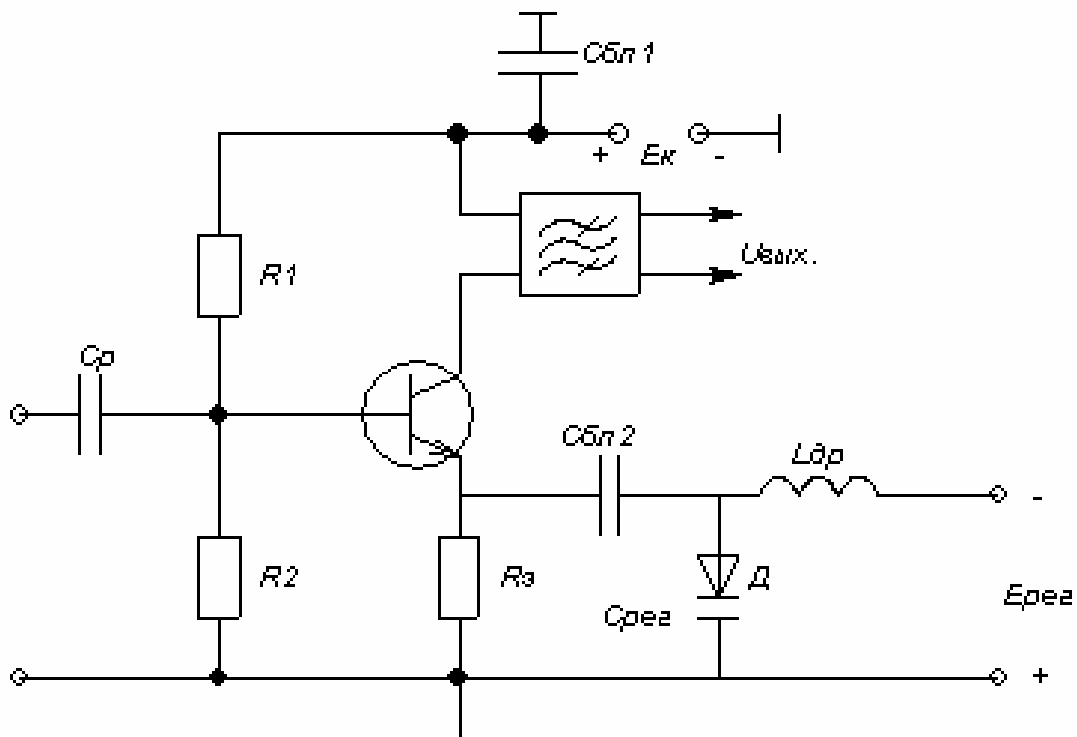 Сбл 1
+ Ек -
Uвых.
R1
Ср
Сбл 2
Lдр
-
R2
Rэ
Д
Срег
Ерег
+